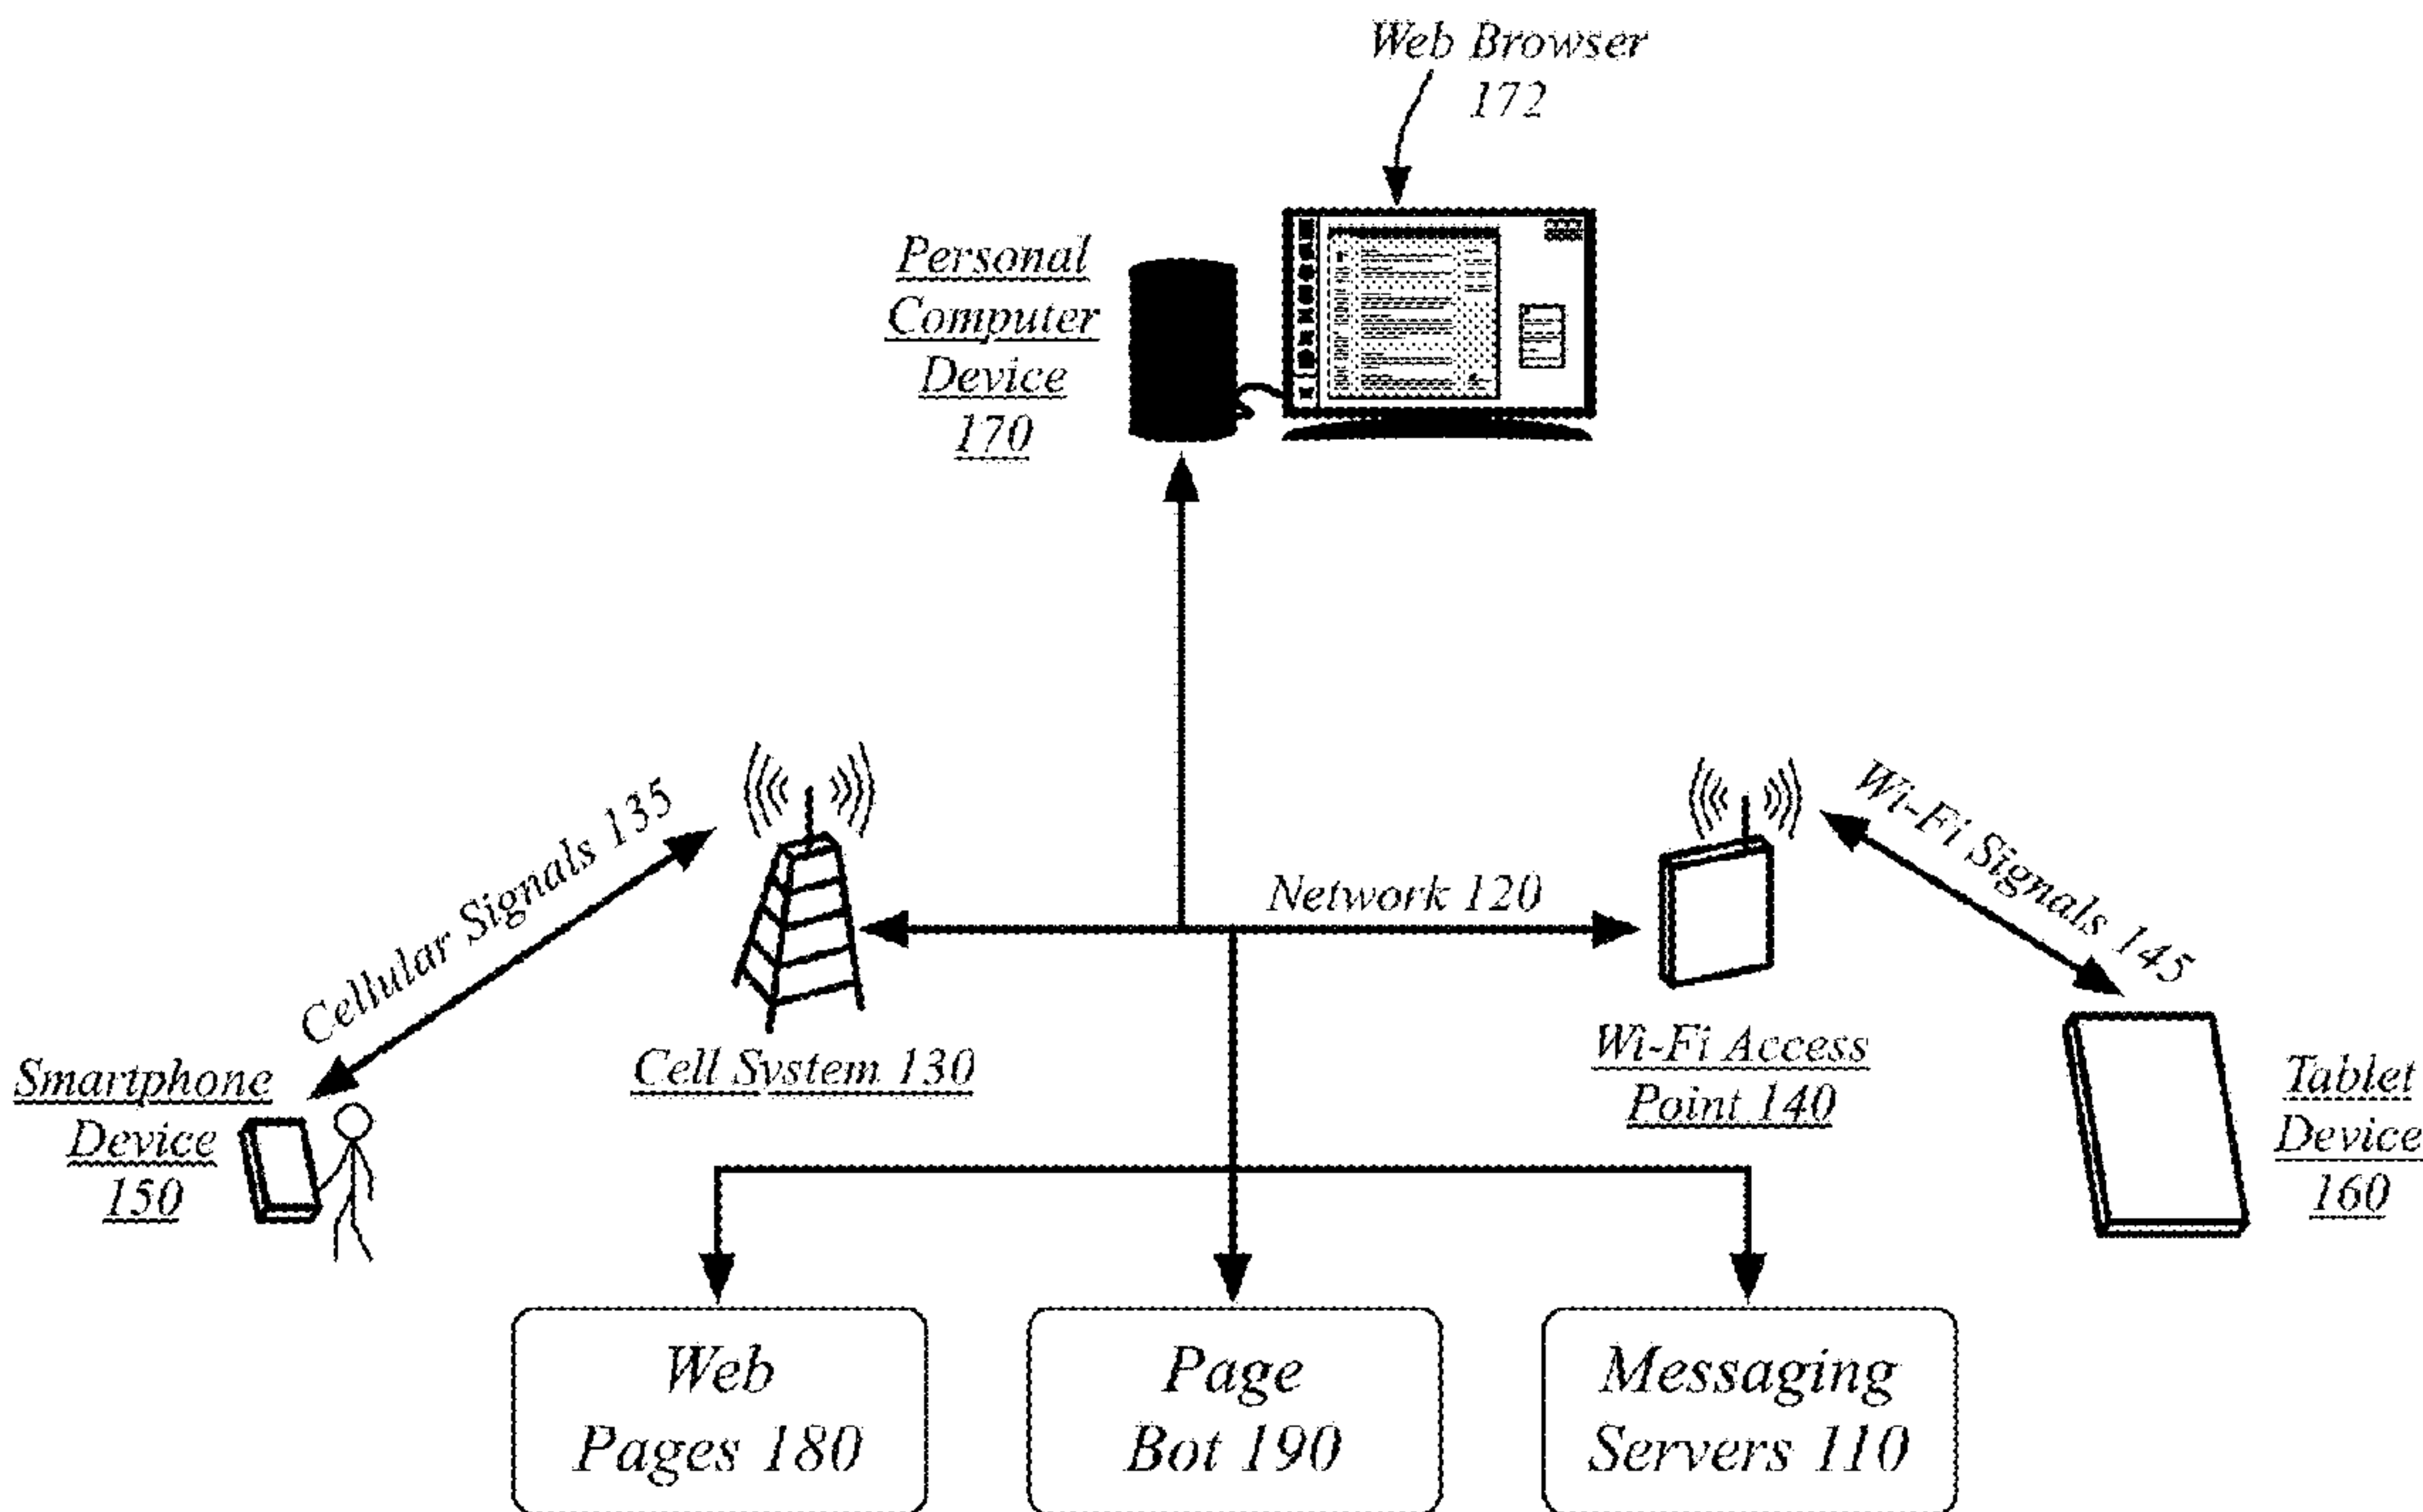 Web Browser
172
Personal
Computer
Device
170
Cellular Signals 135
Wi-Fi Signals 145
Network 120
Smartphone
Device
150
Cell System 130
Wi-Fi Access
Point 140
Tablet
Device
160
Web
Pages 180
Page
Bot 190
Messaging
Servers 110